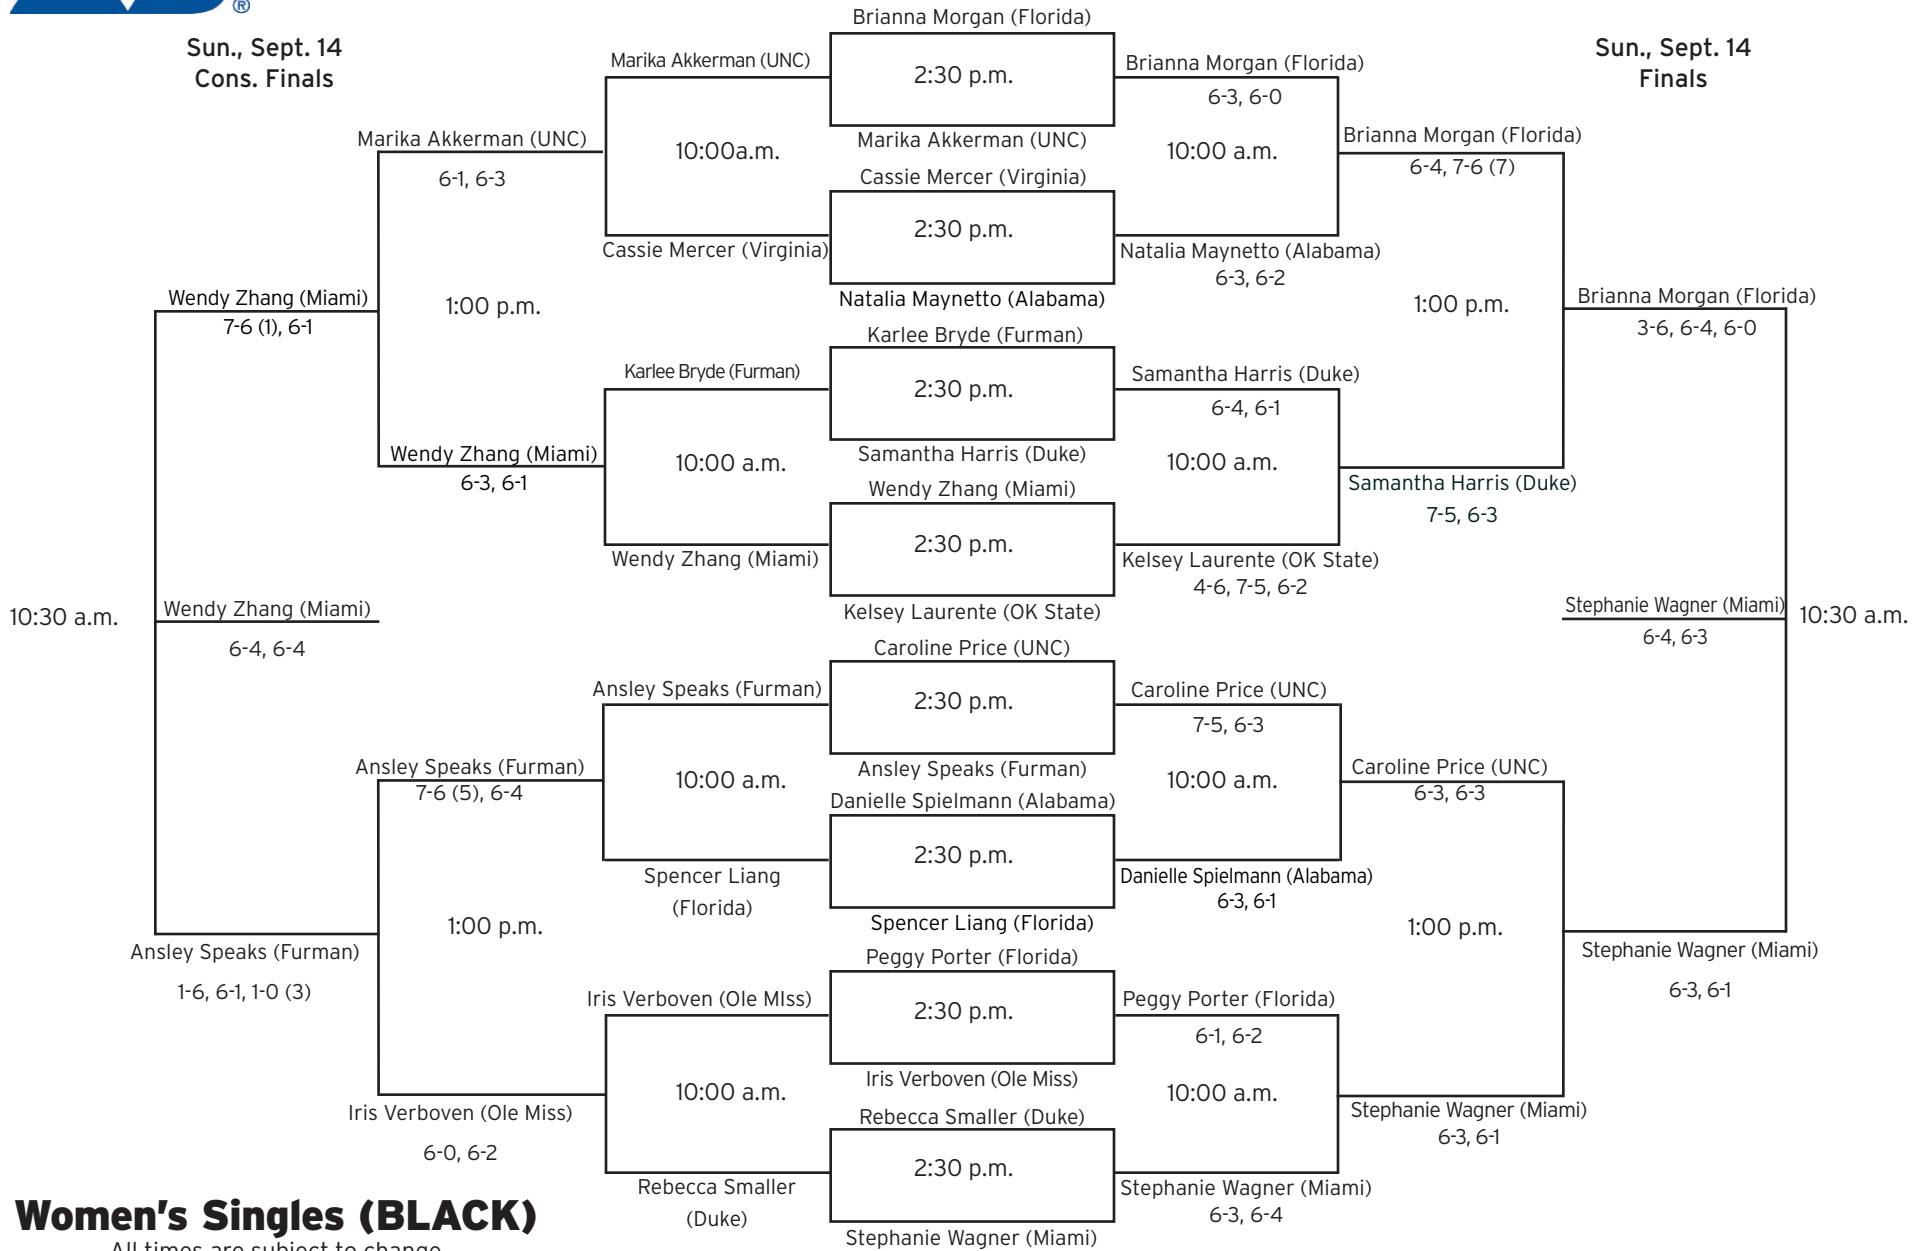 ®
Sun., Sept. 14
Cons. Finals
Sun., Sept. 14
Finals
Wendy Zhang (Miami)
7-6 (1), 6-1
10:30 a.m.
Wendy Zhang (Miami)
6-4, 6-4
Ansley Speaks (Furman)
1-6, 6-1, 1-0 (3)
Marika Akkerman (UNC)
6-1, 6-3
1:00 p.m.
Wendy Zhang (Miami)
6-3, 6-1
Ansley Speaks (Furman)
7-6 (5), 6-4
1:00 p.m.
Iris Verboven (Ole Miss)
6-0, 6-2
Marika Akkerman (UNC)
10:00a.m.
Cassie Mercer (Virginia)
Karlee Bryde (Furman)
10:00 a.m.
Wendy Zhang (Miami)
Ansley Speaks (Furman)
10:00 a.m.
Spencer Liang
(Florida)
Iris Verboven (Ole MIss)
10:00 a.m.
Rebecca Smaller
(Duke)
Brianna Morgan (Florida)
2:30 p.m.
Marika Akkerman (UNC)
Cassie Mercer (Virginia)
2:30 p.m.
Natalia Maynetto (Alabama)
Karlee Bryde (Furman)
2:30 p.m.
Samantha Harris (Duke)
Wendy Zhang (Miami)
2:30 p.m.
Kelsey Laurente (OK State)
Caroline Price (UNC)
2:30 p.m.
Ansley Speaks (Furman)
Danielle Spielmann (Alabama)
2:30 p.m.
Spencer Liang (Florida)
Peggy Porter (Florida)
2:30 p.m.
Iris Verboven (Ole Miss)
Rebecca Smaller (Duke)
2:30 p.m.
Stephanie Wagner (Miami)
Brianna Morgan (Florida)
6-3, 6-0
10:00 a.m.
Natalia Maynetto (Alabama)
6-3, 6-2
Samantha Harris (Duke)
6-4, 6-1
10:00 a.m.
Kelsey Laurente (OK State)
4-6, 7-5, 6-2
Caroline Price (UNC)
7-5, 6-3
10:00 a.m.
Danielle Spielmann (Alabama)
6-3, 6-1
Peggy Porter (Florida)
6-1, 6-2
10:00 a.m.
Stephanie Wagner (Miami)
6-3, 6-4
Brianna Morgan (Florida)
6-4, 7-6 (7)
1:00 p.m.
Samantha Harris (Duke)
7-5, 6-3
Caroline Price (UNC)
6-3, 6-3
1:00 p.m.
Stephanie Wagner (Miami)
6-3, 6-1
Brianna Morgan (Florida)
3-6, 6-4, 6-0
Stephanie Wagner (Miami)
6-4, 6-3
10:30 a.m.
Stephanie Wagner (Miami)
6-3, 6-1
Women's Singles (BLACK)
All times are subject to change